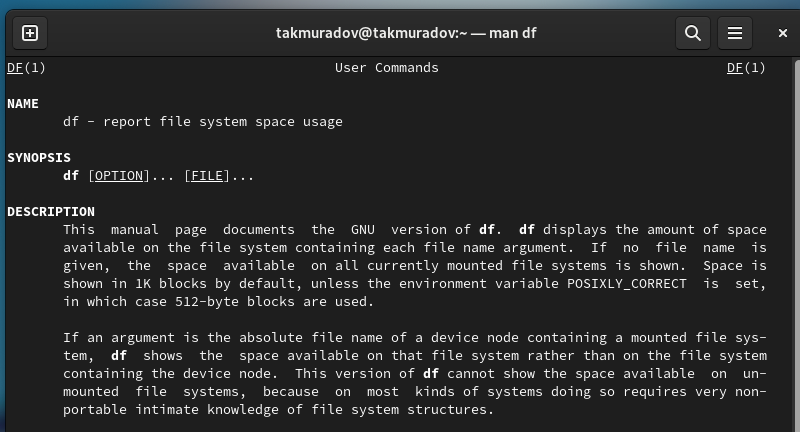 takmuradov@takmuradov:~ — man df
DF(1) User Commands DF(1)
NAME
df - report file system space usage
SYNOPSIS
df [OPTION]... [FILE]...
DESCRIPTION
This manual page documents the GNU version of df. df displays the amount of space
available on the file system containing each file name argument. If no file name is
given, the space available on all currently mounted file systems is shown. Space is
shown in 1K blocks by default, unless the environment variable POSIXLY_CORRECT is set,
in which case 512-byte blocks are used.
If an argument is the absolute file name of a device node containing a mounted file sys-
tem, df shows the space available on that file system rather than on the file system
containing the device node. This version of df cannot show the space available on un-
mounted file systems, because on most kinds of systems doing so requires very non-
portable intimate knowledge of file system structures.